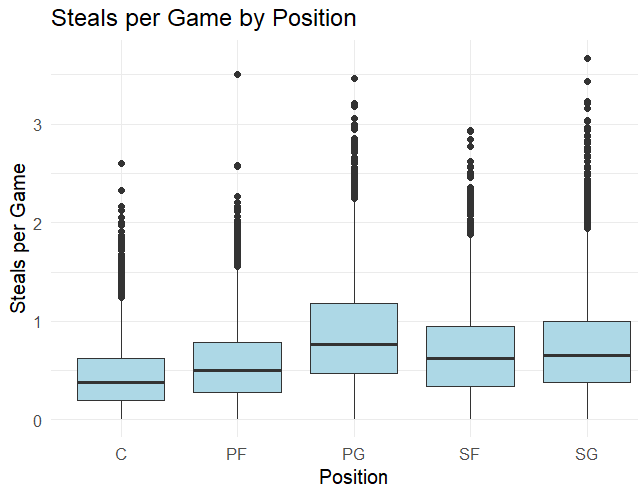 Steals per Game by Position
Steals per Game
3
2
1
0
C PF PG SF SG
Position